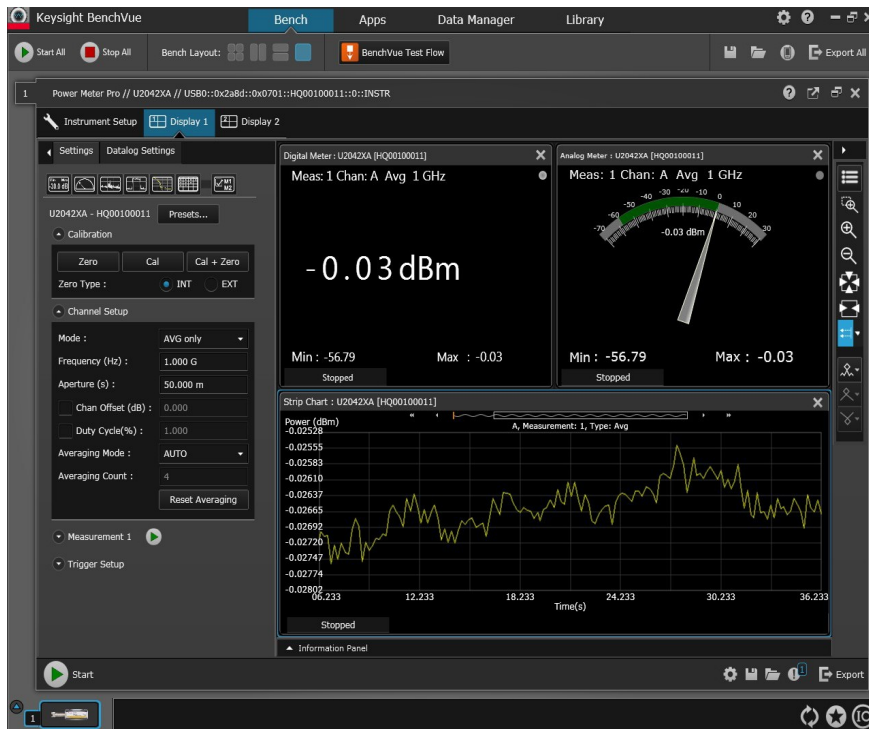 Keysight BenchVue Bench Apps Data Manager Library
Start All Stop All Bench Layout: BenchVue Test Flow Export All
1 Power Meter Pro // U2042XA // USB0::0x2a8d::0x0701::HQ00100011::0::INSTR
Instrument Setup Display 1 Display 2
Settings Datalog Settings
U2042XA - HQ00100011 Presets...
Calibration
Zero Cal Cal + Zero
Zero Type : INT EXT
Channel Setup
Mode : AVG only
Frequency (Hz) : 1.000 G
Aperture (s) : 50.000 m
Chan Offset (dB) : 0.000
Duty Cycle(%) : 1.000
Averaging Mode : AUTO
Averaging Count : 4
Reset Averaging
Measurement 1
Trigger Setup
Digital Meter : U2042XA [HQ00100011]
Meas: 1 Chan: A Avg 1 GHz
-0.03 dBm
Min : -56.79 Max : -0.03
Stopped
Analog Meter : U2042XA [HQ00100011]
Meas: 1 Chan: A Avg 1 GHz
-70 -60 -50 -40 -30 -20 -10 0 10 20 30
-0.03 dBm
Min : -56.79 Max : -0.03
Stopped
Strip Chart : U2042XA [HQ00100011]
Power (dBm)
A, Measurement: 1, Type: Avg
-0.02528
-0.02555
-0.02583
-0.02610
-0.02637
-0.02665
-0.02692
-0.02720
-0.02747
-0.02774
-0.02802
06.233 12.233 18.233 24.233 30.233 36.233
Time(s)
Stopped
Information Panel
Start 1 Export
1